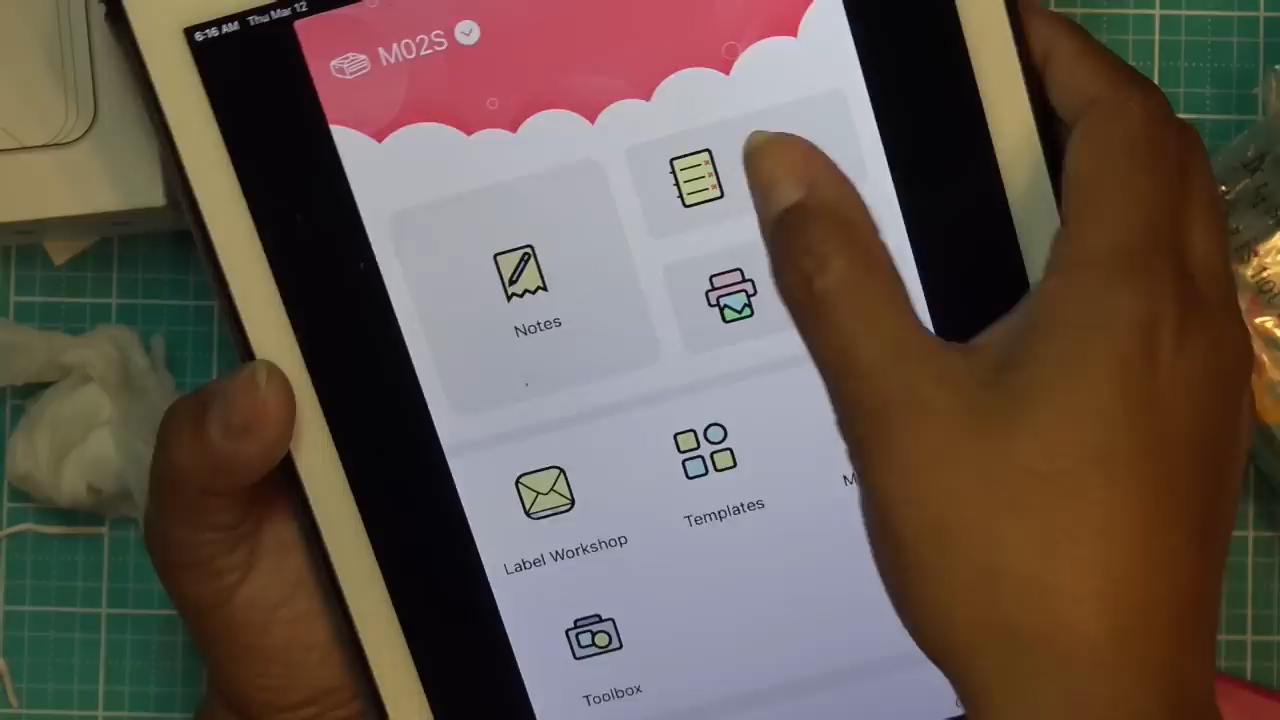 6:16 AM Thu Mar 12
M02S
Notes
Templates
Label Workshop
Toolbox